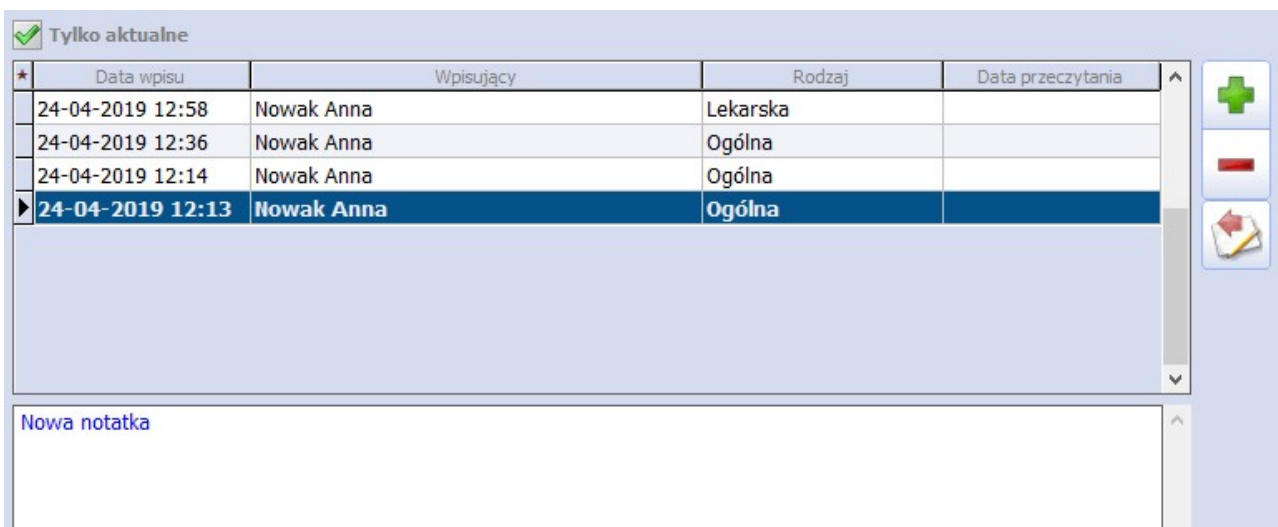 Tylko aktualne
* Data wpisu Wpisujący Rodzaj Data przeczytania
24-04-2019 12:58 Nowak Anna Lekarska
24-04-2019 12:36 Nowak Anna Ogólna
24-04-2019 12:14 Nowak Anna Ogólna
24-04-2019 12:13 Nowak Anna Ogólna
Nowa notatka